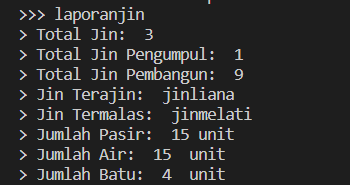 >>> laporanjin
> Total Jin:  3
> Total Jin Pengumpul:  1
> Total Jin Pembangun:  9
> Jin Terajin:  jinliana
> Jin Termalas:  jinmelati
> Jumlah Pasir:  15 unit
> Jumlah Air:  15  unit
> Jumlah Batu:  4  unit